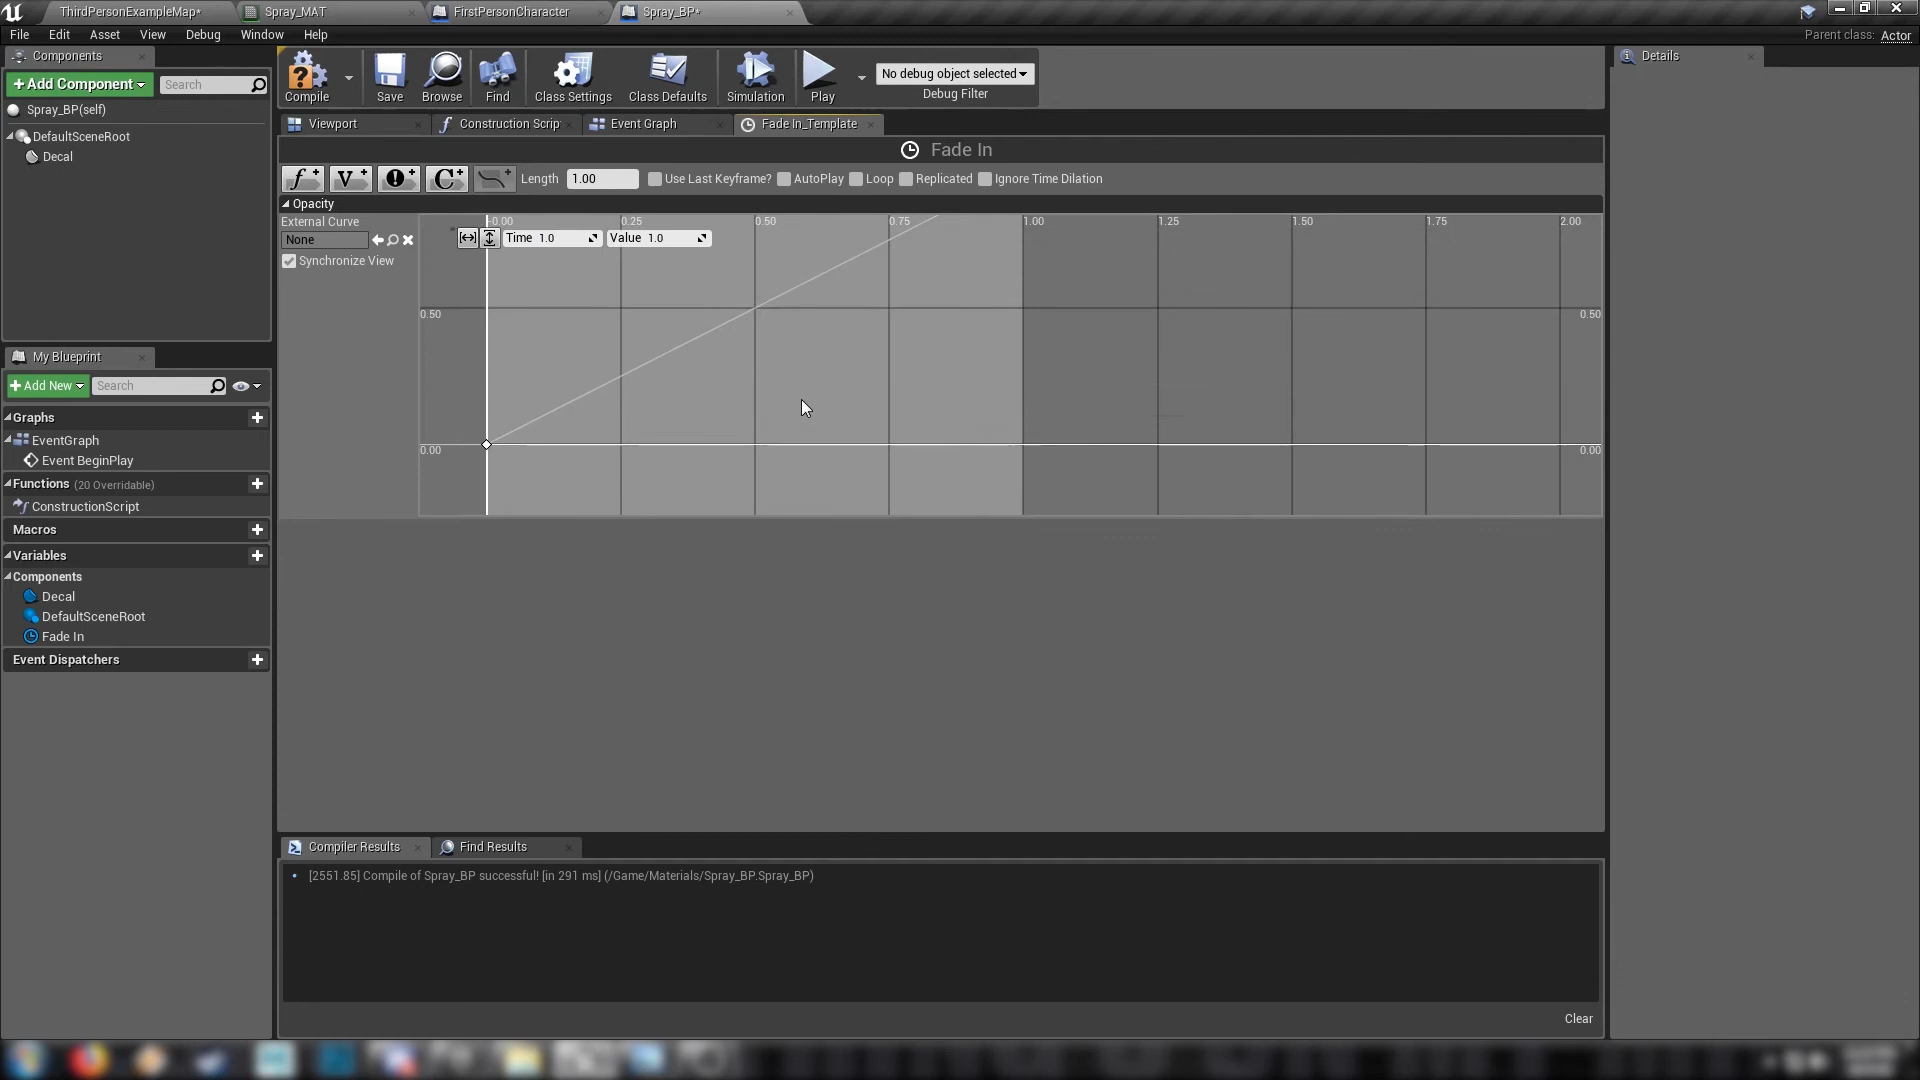 ThirdPersonExampleMap*
Spray_MAT
FirstPersonCharacter
Spray_BP*
File Edit Asset View Debug Window Help
Parent class: Actor
Components
+Add Component
Search
Spray_BP(self)
DefaultSceneRoot
Decal
Compile
Save
Browse
Find
Class Settings
Class Defaults
Simulation
Play
No debug object selected
Debug Filter
Details
Viewport
Construction Scrip
Event Graph
Fade In_Template
Fade In
Length 1.00 Use Last Keyframe? AutoPlay Loop Replicated Ignore Time Dilation
Opacity
External Curve
None
Synchronize View
0.00 0.25 0.50 0.75 1.00 1.25 1.50 1.75 2.00
Time 1.0 Value 1.0
0.50 0.50
0.00 0.00
My Blueprint
+Add New
Search
Graphs
EventGraph
Event BeginPlay
Functions (20 Overridable)
ConstructionScript
Macros
Variables
Components
Decal
DefaultSceneRoot
Fade In
Event Dispatchers
Compiler Results
Find Results
[2551.85] Compile of Spray_BP successful! [in 291 ms] (/Game/Materials/Spray_BP.Spray_BP)
Clear